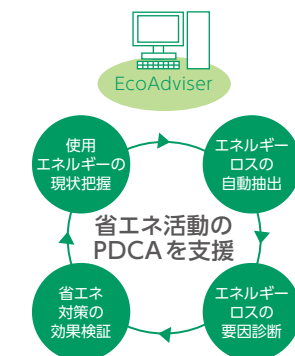 EcoAdviser
使用
エネルギーの
現状把握
エネルギー
ロスの
自動抽出
省エネ活動の
PDCAを支援
省エネ
対策の
効果検証
エネルギー
ロスの
要因診断